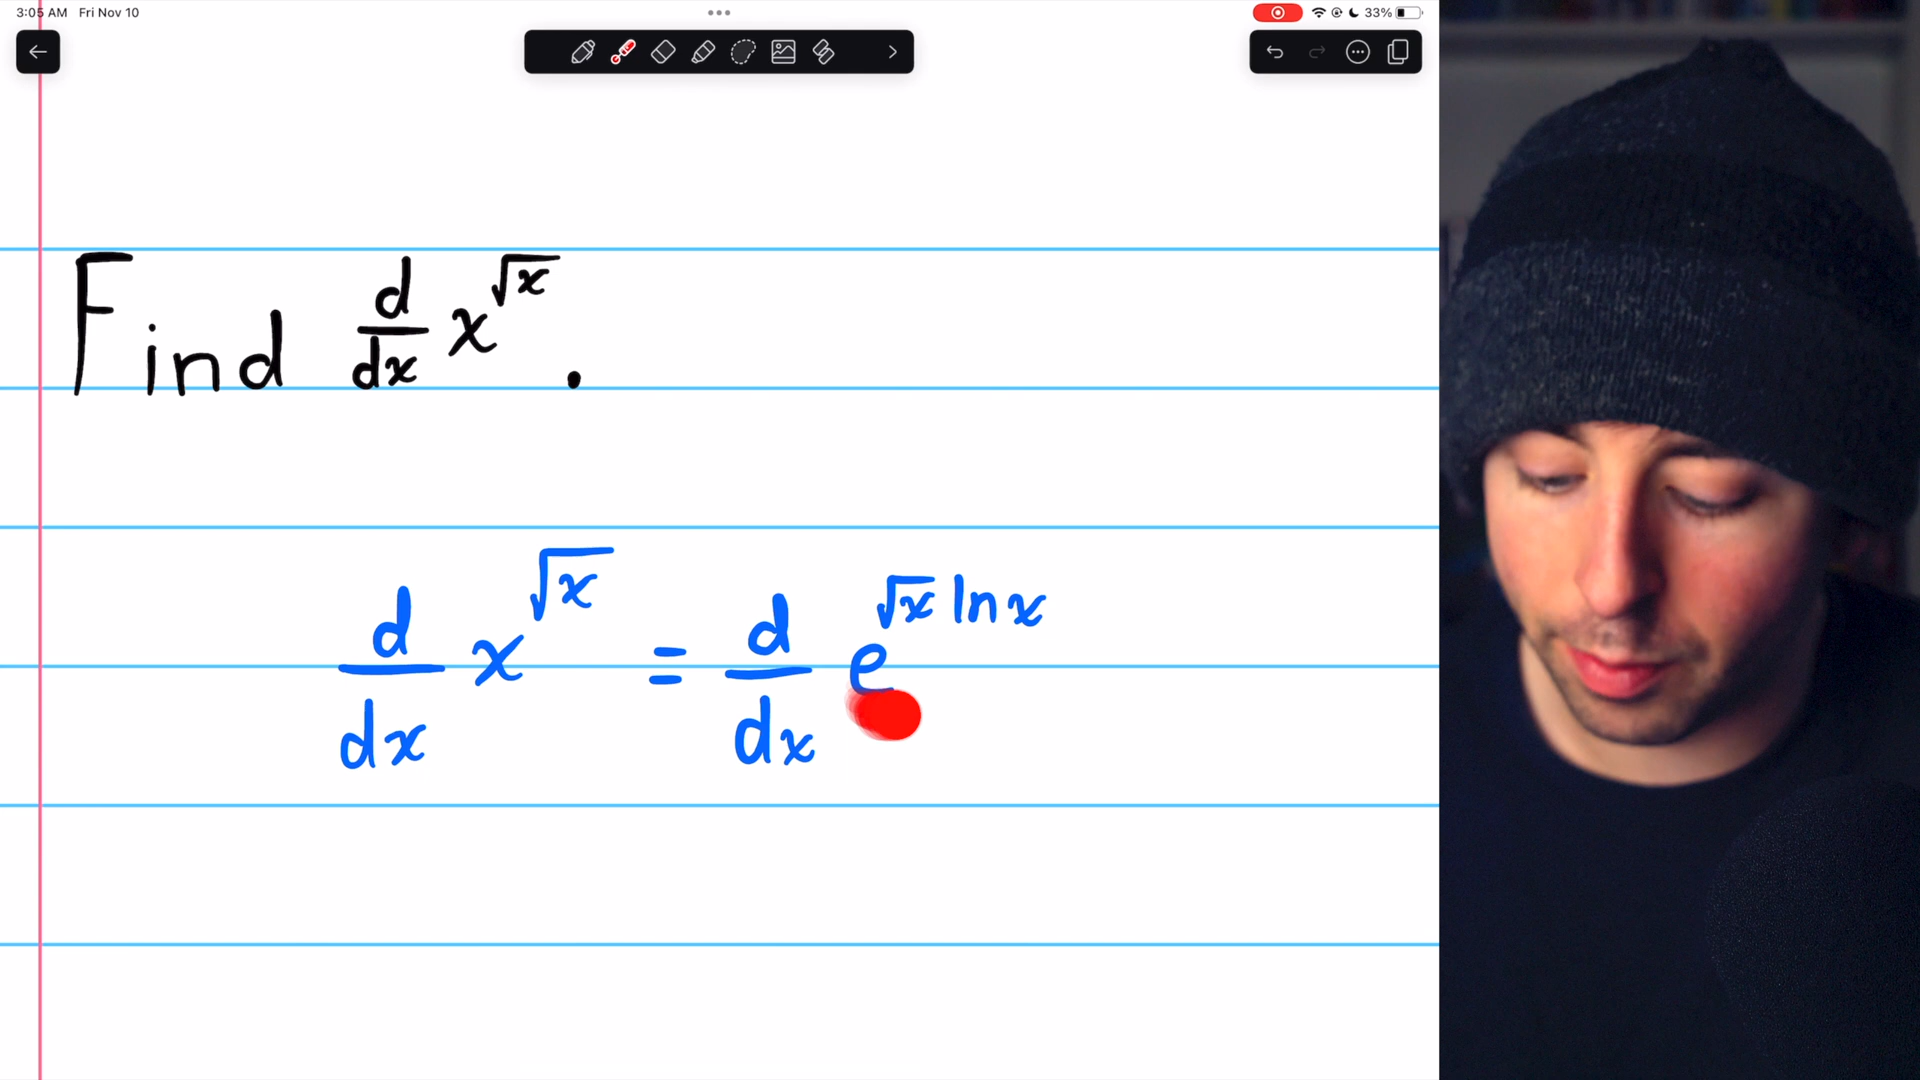 3:05 AM Fri Nov 10
33%
Find d/dx x^√x .
d/dx x^√x = d/dx e^√x ln x